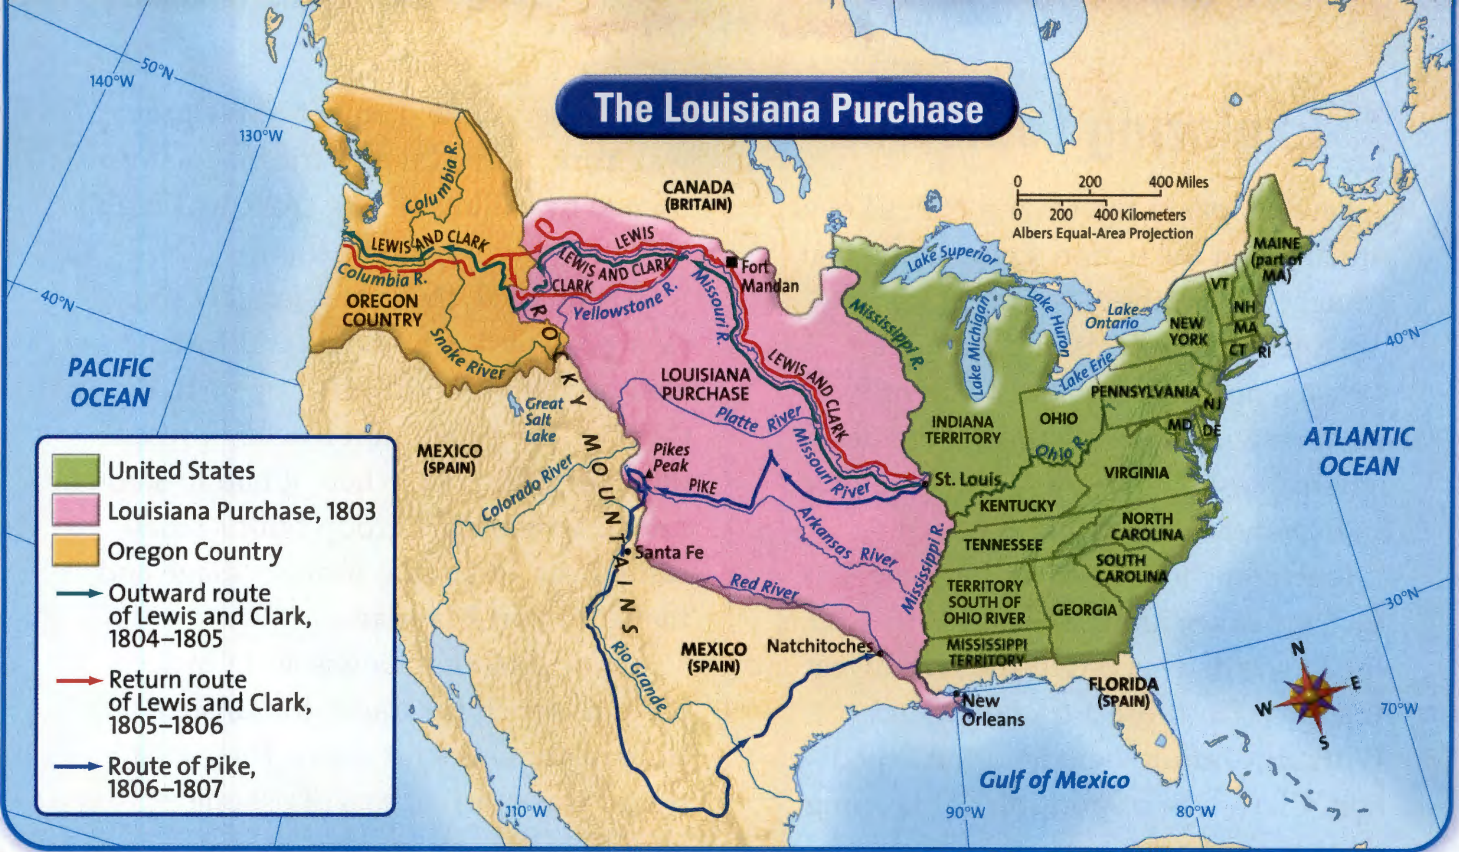 The Louisiana Purchase
50°N
140°W
130°W
CANADA
(BRITAIN)
0 200 400 Miles
0 200 400 Kilometers
Albers Equal-Area Projection
Columbia R.
LEWIS AND CLARK
LEWIS
LEWIS AND CLARK
CLARK
Columbia R.
OREGON
COUNTRY
Snake River
Yellowstone R.
Missouri R.
Fort
Mandan
Lake Superior
Lake Michigan
Lake Huron
Lake
Ontario
Lake Erie
MAINE
(part of
MA)
VT
NH
MA
CT
RI
NEW
YORK
PENNSYLVANIA
NJ
MD
DE
40°N
40°N
PACIFIC
OCEAN
ATLANTIC
OCEAN
Mississippi R.
LEWIS AND CLARK
LOUISIANA
PURCHASE
Platte River
Missouri River
INDIANA
TERRITORY
OHIO
Ohio R.
VIRGINIA
St. Louis
KENTUCKY
Great
Salt
Lake
MEXICO
(SPAIN)
Colorado River
ROCKY MOUNTAINS
Pikes
Peak
PIKE
Arkansas River
Mississippi R.
TENNESSEE
NORTH
CAROLINA
SOUTH
CAROLINA
Santa Fe
Red River
TERRITORY
SOUTH OF
OHIO RIVER
GEORGIA
30°N
MISSISSIPPI
TERRITORY
Rio Grande
MEXICO
(SPAIN)
Natchitoches
New
Orleans
FLORIDA
(SPAIN)
Gulf of Mexico
110°W
90°W
80°W
70°W
N
E
S
W
United States
Louisiana Purchase, 1803
Oregon Country
Outward route
of Lewis and Clark,
1804–1805
Return route
of Lewis and Clark,
1805–1806
Route of Pike,
1806–1807